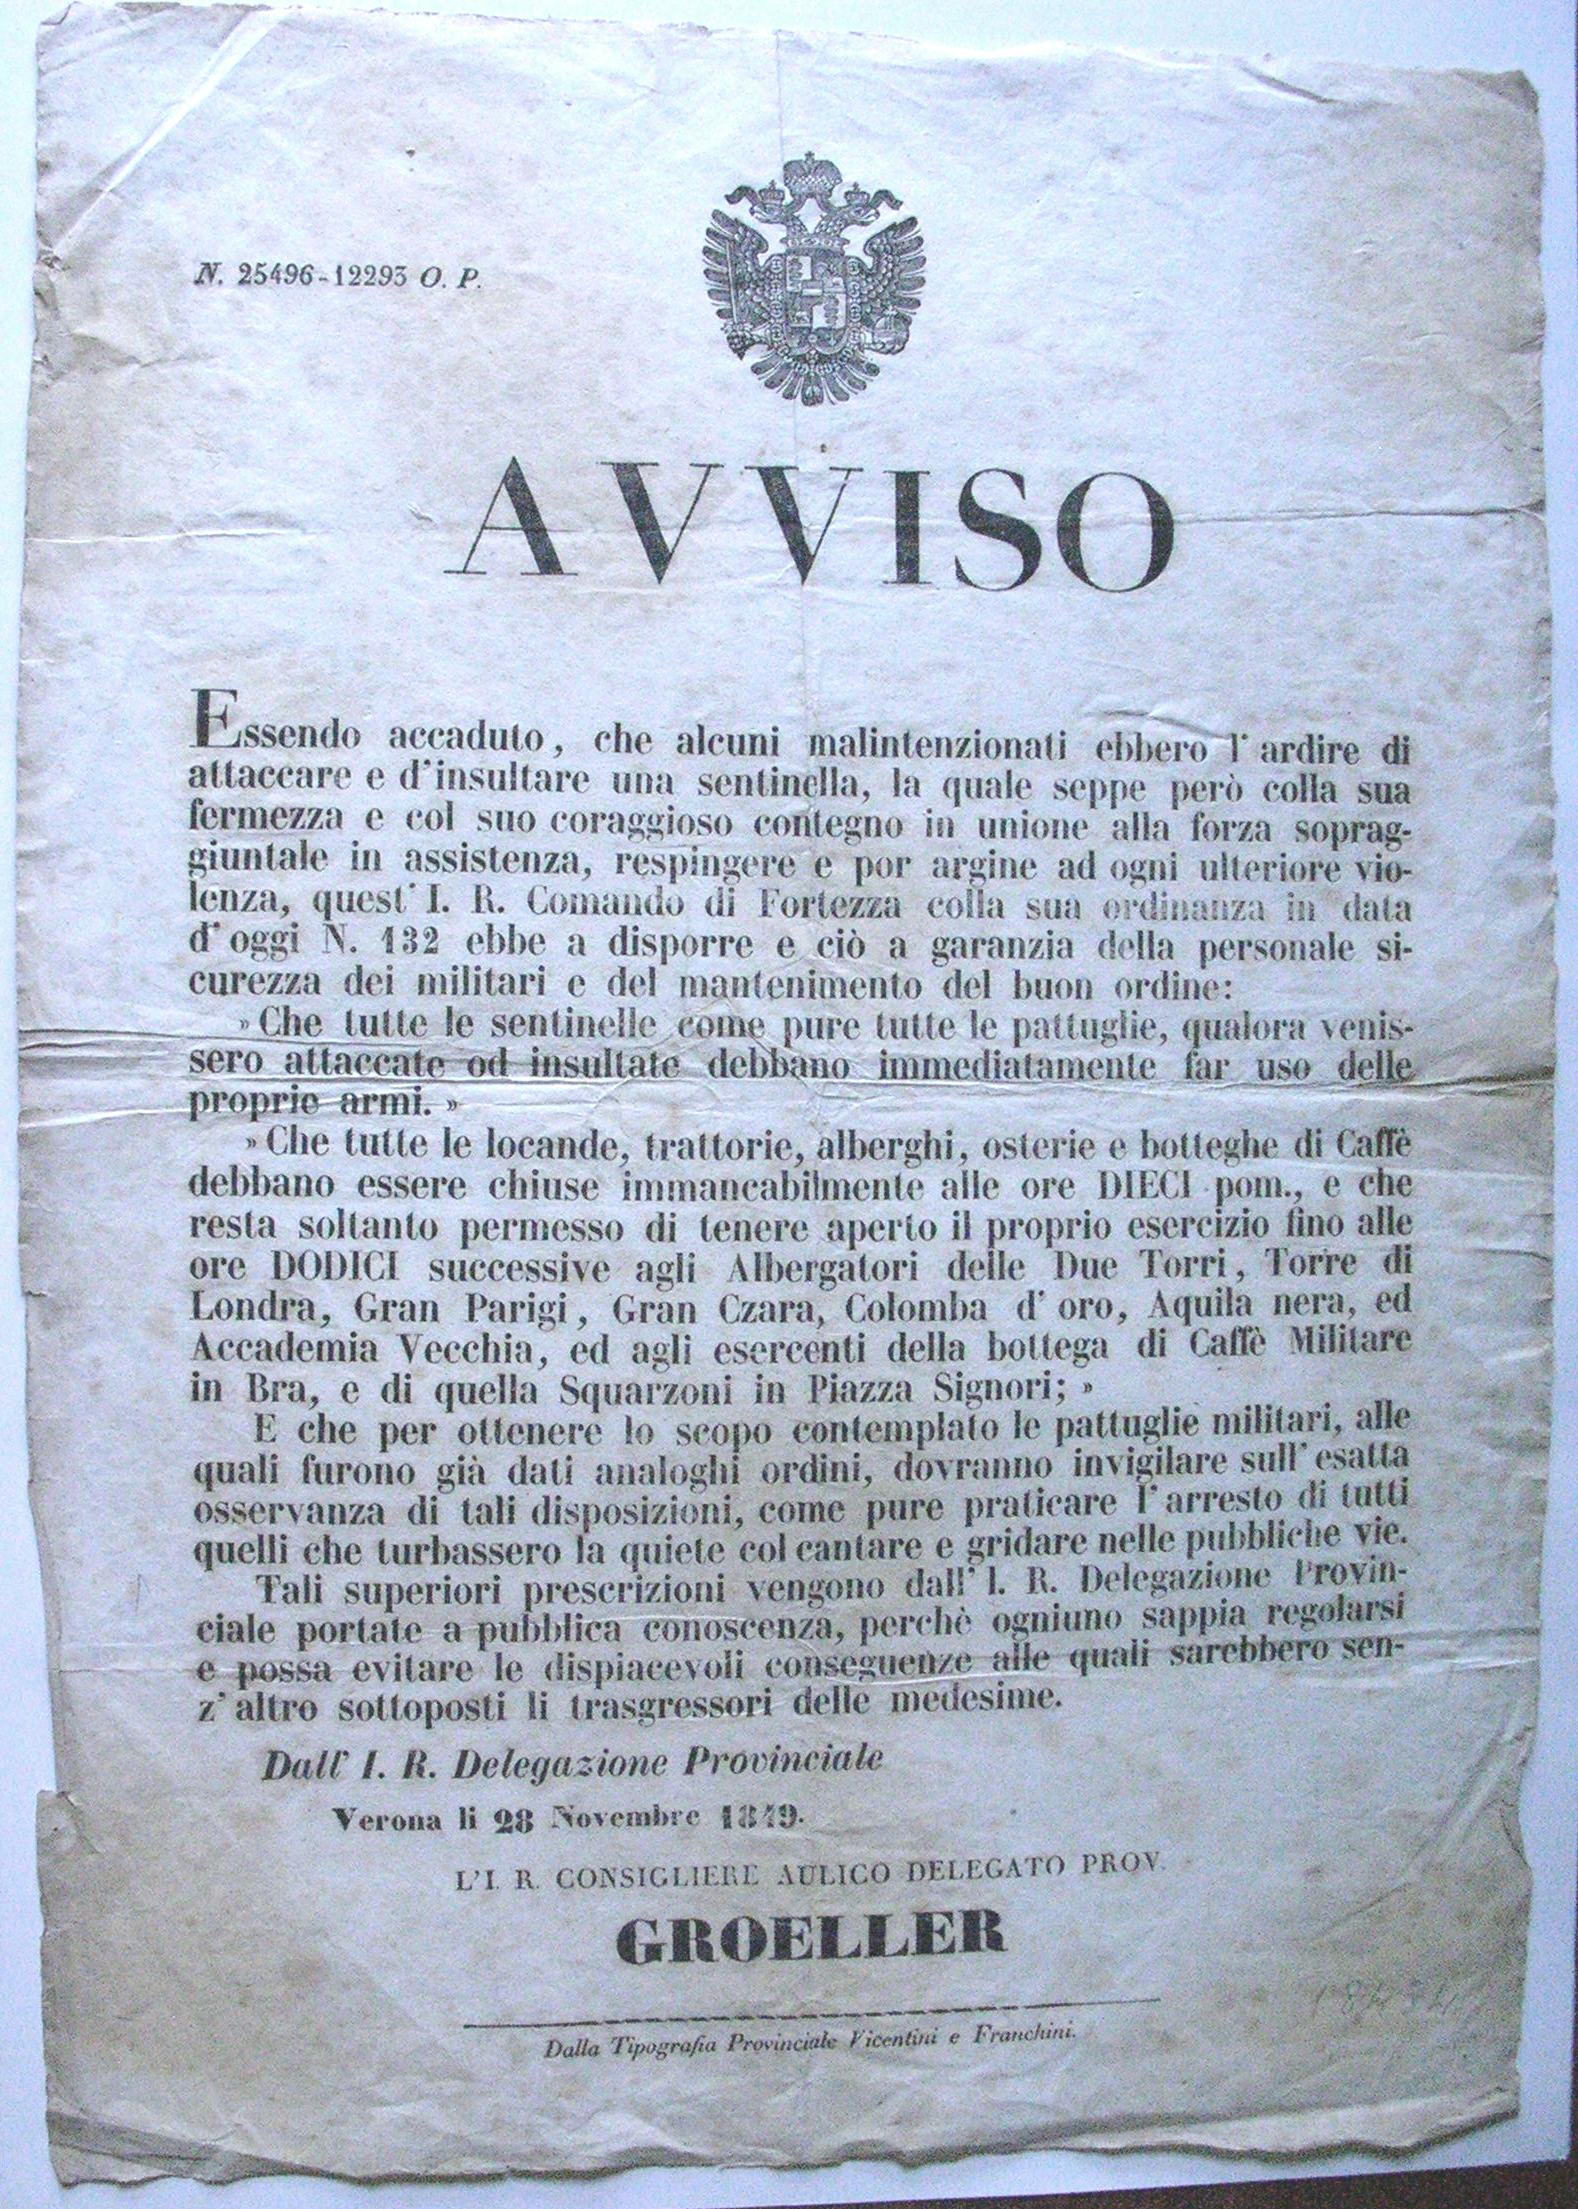 N. 25496-12293 O. P.
AVVISO
Essendo accaduto, che alcuni malintenzionati ebbero l'ardire di
attaccare e d'insultare una sentinella, la quale seppe però colla sua
fermezza e col suo coraggioso contegno in unione alla forza soprag-
giuntale in assistenza, respingere e por argine ad ogni ulteriore vio-
lenza, quest' I. R. Comando di Fortezza colla sua ordinanza in data
d'oggi N. 132 ebbe a disporre e ciò a garanzia della personale si-
curezza dei militari e del mantenimento del buon ordine:
» Che tutte le sentinelle come pure tutte le pattuglie, qualora venis-
sero attaccate od insultate debbano immediatamente far uso delle
proprie armi. »
» Che tutte le locande, trattorie, alberghi, osterie e botteghe di Caffè
debbano essere chiuse immancabilmente alle ore DIECI pom., e che
resta soltanto permesso di tenere aperto il proprio esercizio fino alle
ore DODICI successive agli Albergatori delle Due Torri, Torre di
Londra, Gran Parigi, Gran Czara, Colomba d' oro, Aquila nera, ed
Accademia Vecchia, ed agli esercenti della bottega di Caffè Militare
in Bra, e di quella Squarzoni in Piazza Signori; »
E che per ottenere lo scopo contemplato le pattuglie militari, alle
quali furono già dati analoghi ordini, dovranno invigilare sull' esatta
osservanza di tali disposizioni, come pure praticare l'arresto di tutti
quelli che turbassero la quiete col cantare e gridare nelle pubbliche vie.
Tali superiori prescrizioni vengono dall' I. R. Delegazione Provin-
ciale portate a pubblica conoscenza, perchè ogniuno sappia regolarsi
e possa evitare le dispiacevoli conseguenze alle quali sarebbero sen-
z' altro sottoposti li trasgressori delle medesime.
Dall' I. R. Delegazione Provinciale
Verona li 28 Novembre 1849.
L'I. R. CONSIGLIERE AULICO DELEGATO PROV.
GROELLER
Dalla Tipografia Provinciale Vicentini e Franchini.